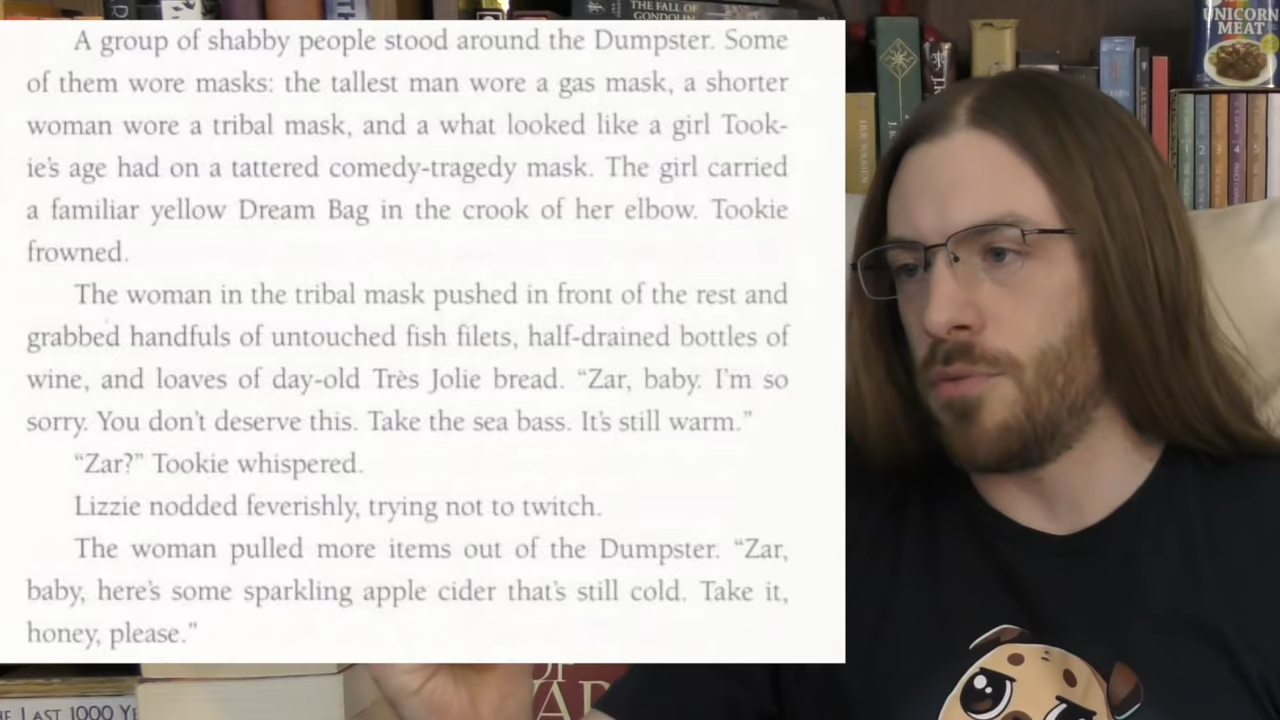 THE FALL OF
GONDOLIN
UNICORN
MEAT
A group of shabby people stood around the Dumpster. Some
of them wore masks: the tallest man wore a gas mask, a shorter
woman wore a tribal mask, and a what looked like a girl Took-
ie's age had on a tattered comedy-tragedy mask. The girl carried
a familiar yellow Dream Bag in the crook of her elbow. Tookie
frowned.
The woman in the tribal mask pushed in front of the rest and
grabbed handfuls of untouched fish filets, half-drained bottles of
wine, and loaves of day-old Très Jolie bread. “Zar, baby. I'm so
sorry. You don't deserve this. Take the sea bass. It's still warm.”
“Zar?” Tookie whispered.
Lizzie nodded feverishly, trying not to twitch.
The woman pulled more items out of the Dumpster. “Zar,
baby, here's some sparkling apple cider that's still cold. Take it,
honey, please.”
LAST 1000